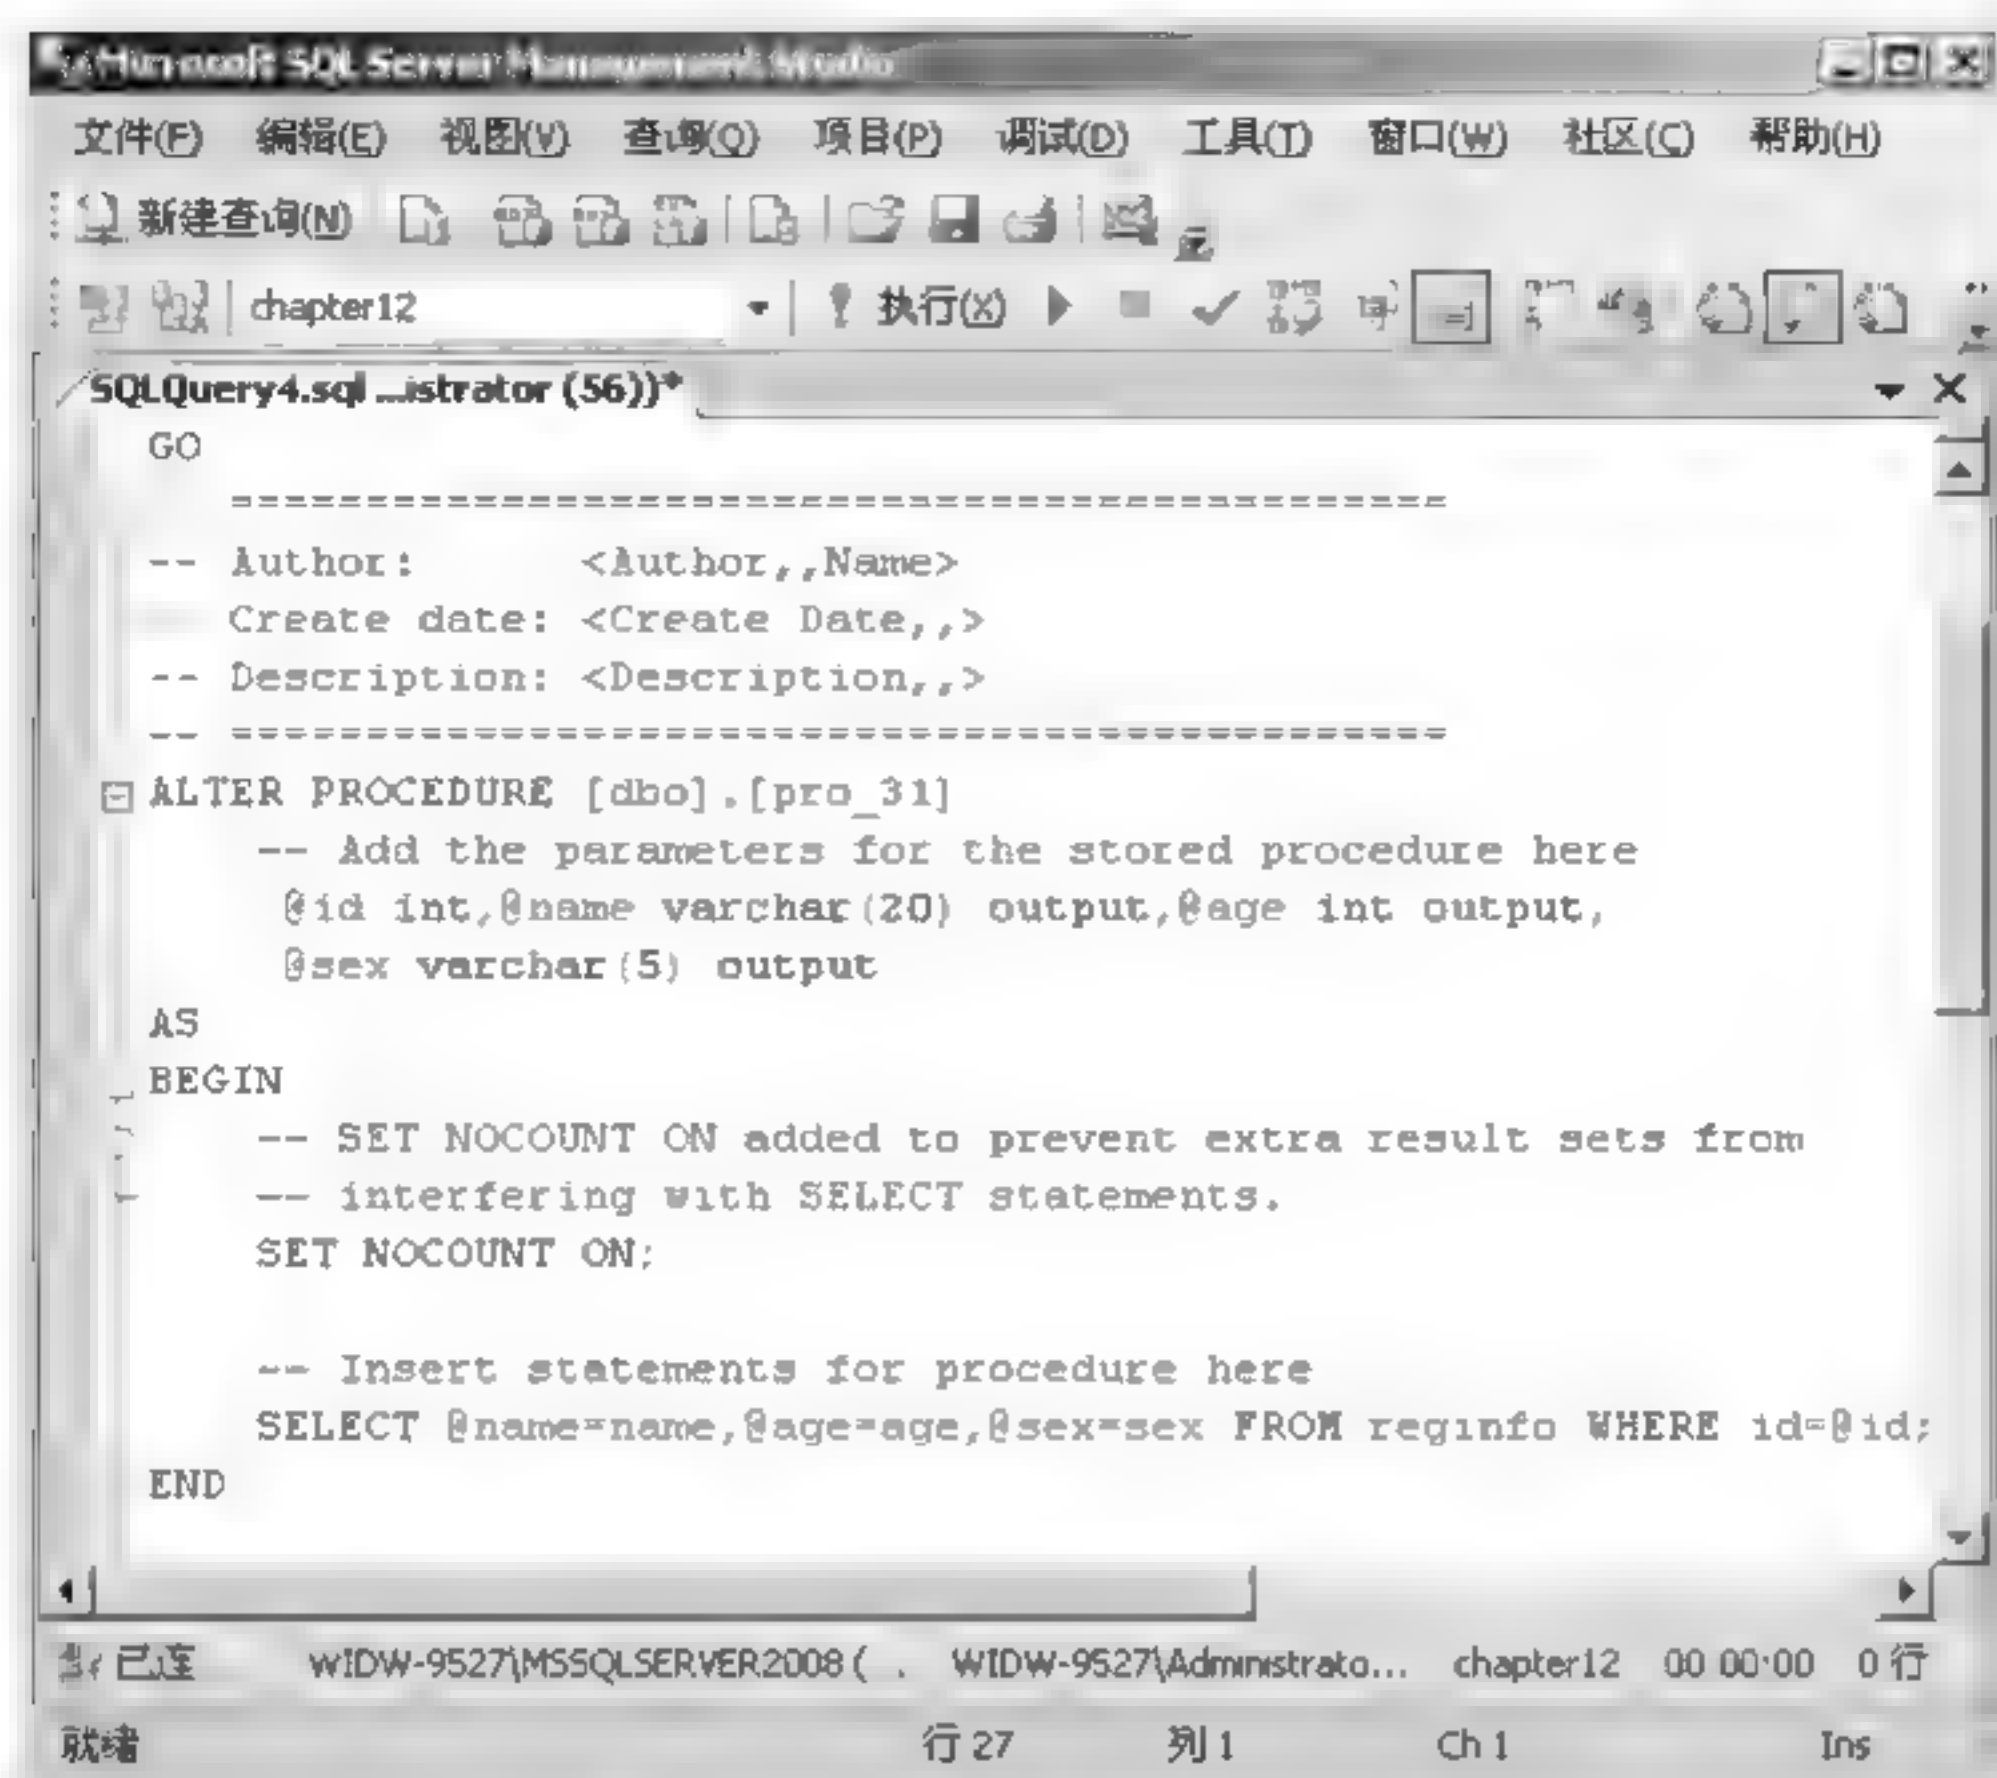 Microsoft SQL Server Management Studio
文件(F) 编辑(E) 视图(V) 查询(Q) 项目(P) 调试(D) 工具(T) 窗口(W) 社区(C) 帮助(H)
新建查询(N)
chapter12 执行(X)
SQLQuery4.sql ...istrator (56))*
GO
=============================================
-- Author: <Author,,Name>
Create date: <Create Date,,>
-- Description: <Description,,>
-- =============================================
ALTER PROCEDURE [dbo].[pro_31]
-- Add the parameters for the stored procedure here
@id int,@name varchar(20) output,@age int output,
@sex varchar(5) output
AS
BEGIN
-- SET NOCOUNT ON added to prevent extra result sets from
-- interfering with SELECT statements.
SET NOCOUNT ON;
-- Insert statements for procedure here
SELECT @name=name,@age=age,@sex=sex FROM reginfo WHERE id=@id;
END
已连 WIDW-9527\MSSQLSERVER2008 ( . WIDW-9527\Administrato... chapter12 00:00:00 0 行
就绪 行 27 列 1 Ch 1 Ins